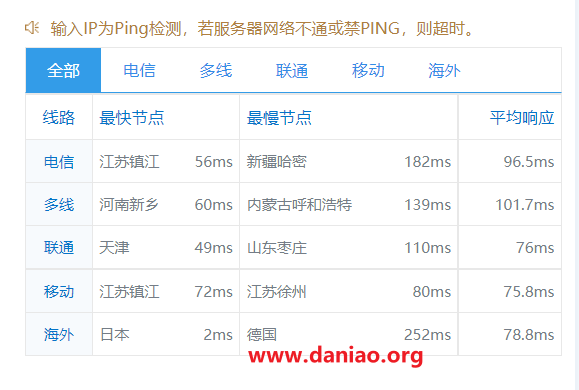 输入IP为Ping检测，若服务器网络不通或禁PING，则超时。
全部 电信 多线 联通 移动 海外
线路 最快节点 最慢节点 平均响应
电信 江苏镇江 56ms 新疆哈密 182ms 96.5ms
多线 河南新乡 60ms 内蒙古呼和浩特 139ms 101.7ms
联通 天津 49ms 山东枣庄 110ms 76ms
移动 江苏镇江 72ms 江苏徐州 80ms 75.8ms
海外 日本 2ms 德国 252ms 78.8ms
www.daniao.org